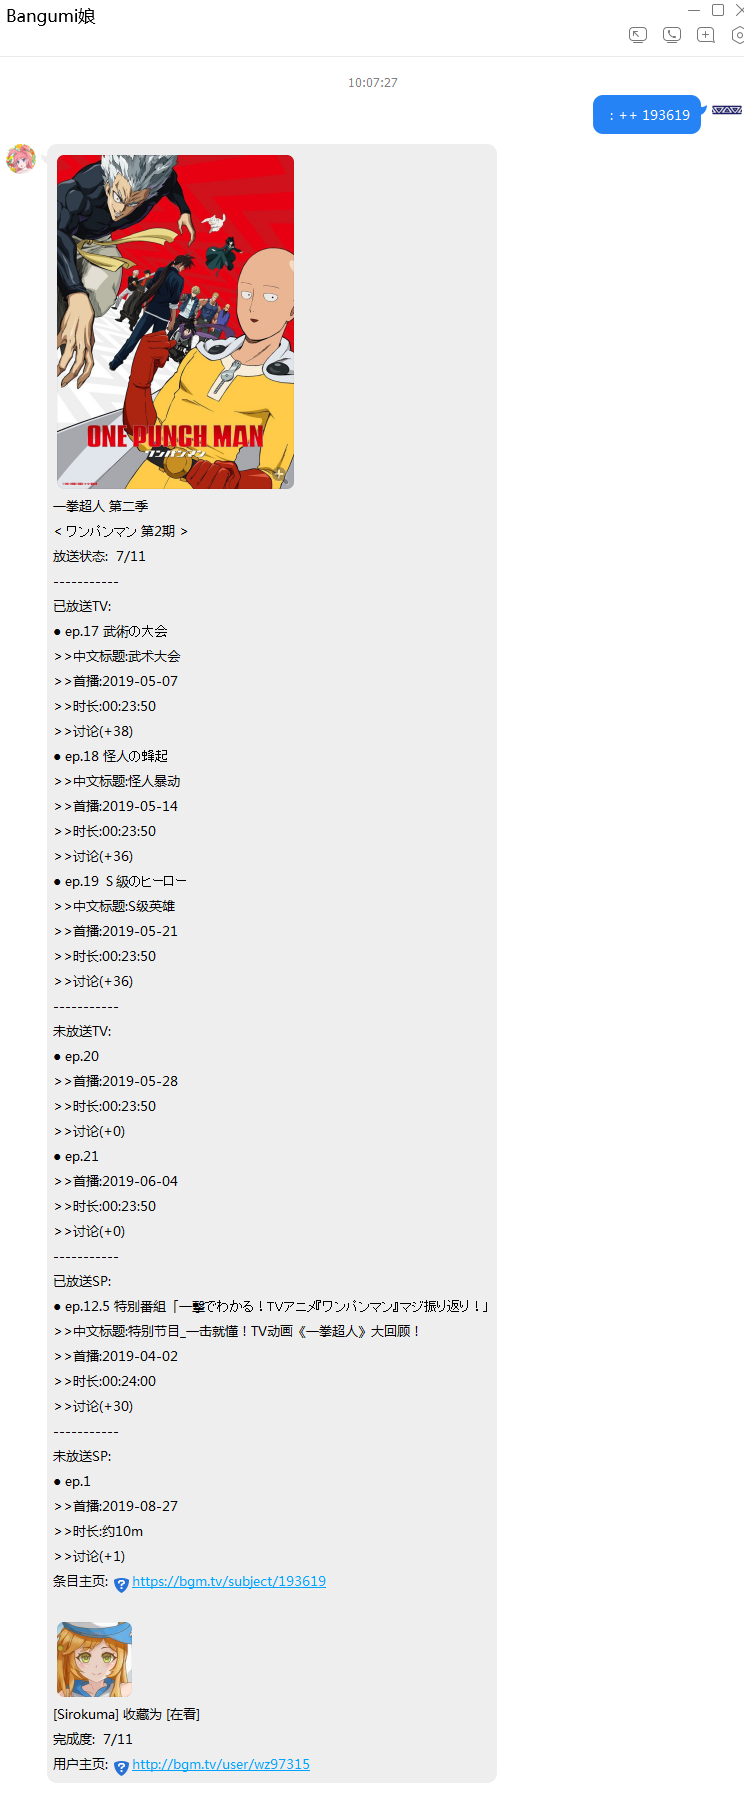 Bangumi娘
10:07:27
：++ 193619
ONE PUNCH MAN
ワンパンマン
一拳超人 第二季
< ワンパンマン 第2期 >
放送状态: 7/11
-----------
已放送TV:
● ep.17 武術の大会
>>中文标题:武术大会
>>首播:2019-05-07
>>时长:00:23:50
>>讨论(+38)
● ep.18 怪人の蜂起
>>中文标题:怪人暴动
>>首播:2019-05-14
>>时长:00:23:50
>>讨论(+36)
● ep.19 Ｓ級のヒーロー
>>中文标题:S级英雄
>>首播:2019-05-21
>>时长:00:23:50
>>讨论(+36)
-----------
未放送TV:
● ep.20
>>首播:2019-05-28
>>时长:00:23:50
>>讨论(+0)
● ep.21
>>首播:2019-06-04
>>时长:00:23:50
>>讨论(+0)
-----------
已放送SP:
● ep.12.5 特別番組「一撃でわかる！TVアニメ『ワンパンマン』マジ振り返り！」
>>中文标题:特别节目_一击就懂！TV动画《一拳超人》大回顾！
>>首播:2019-04-02
>>时长:00:24:00
>>讨论(+30)
-----------
未放送SP:
● ep.1
>>首播:2019-08-27
>>时长:约10m
>>讨论(+1)
条目主页: https://bgm.tv/subject/193619
[Sirokuma] 收藏为 [在看]
完成度: 7/11
用户主页: http://bgm.tv/user/wz97315